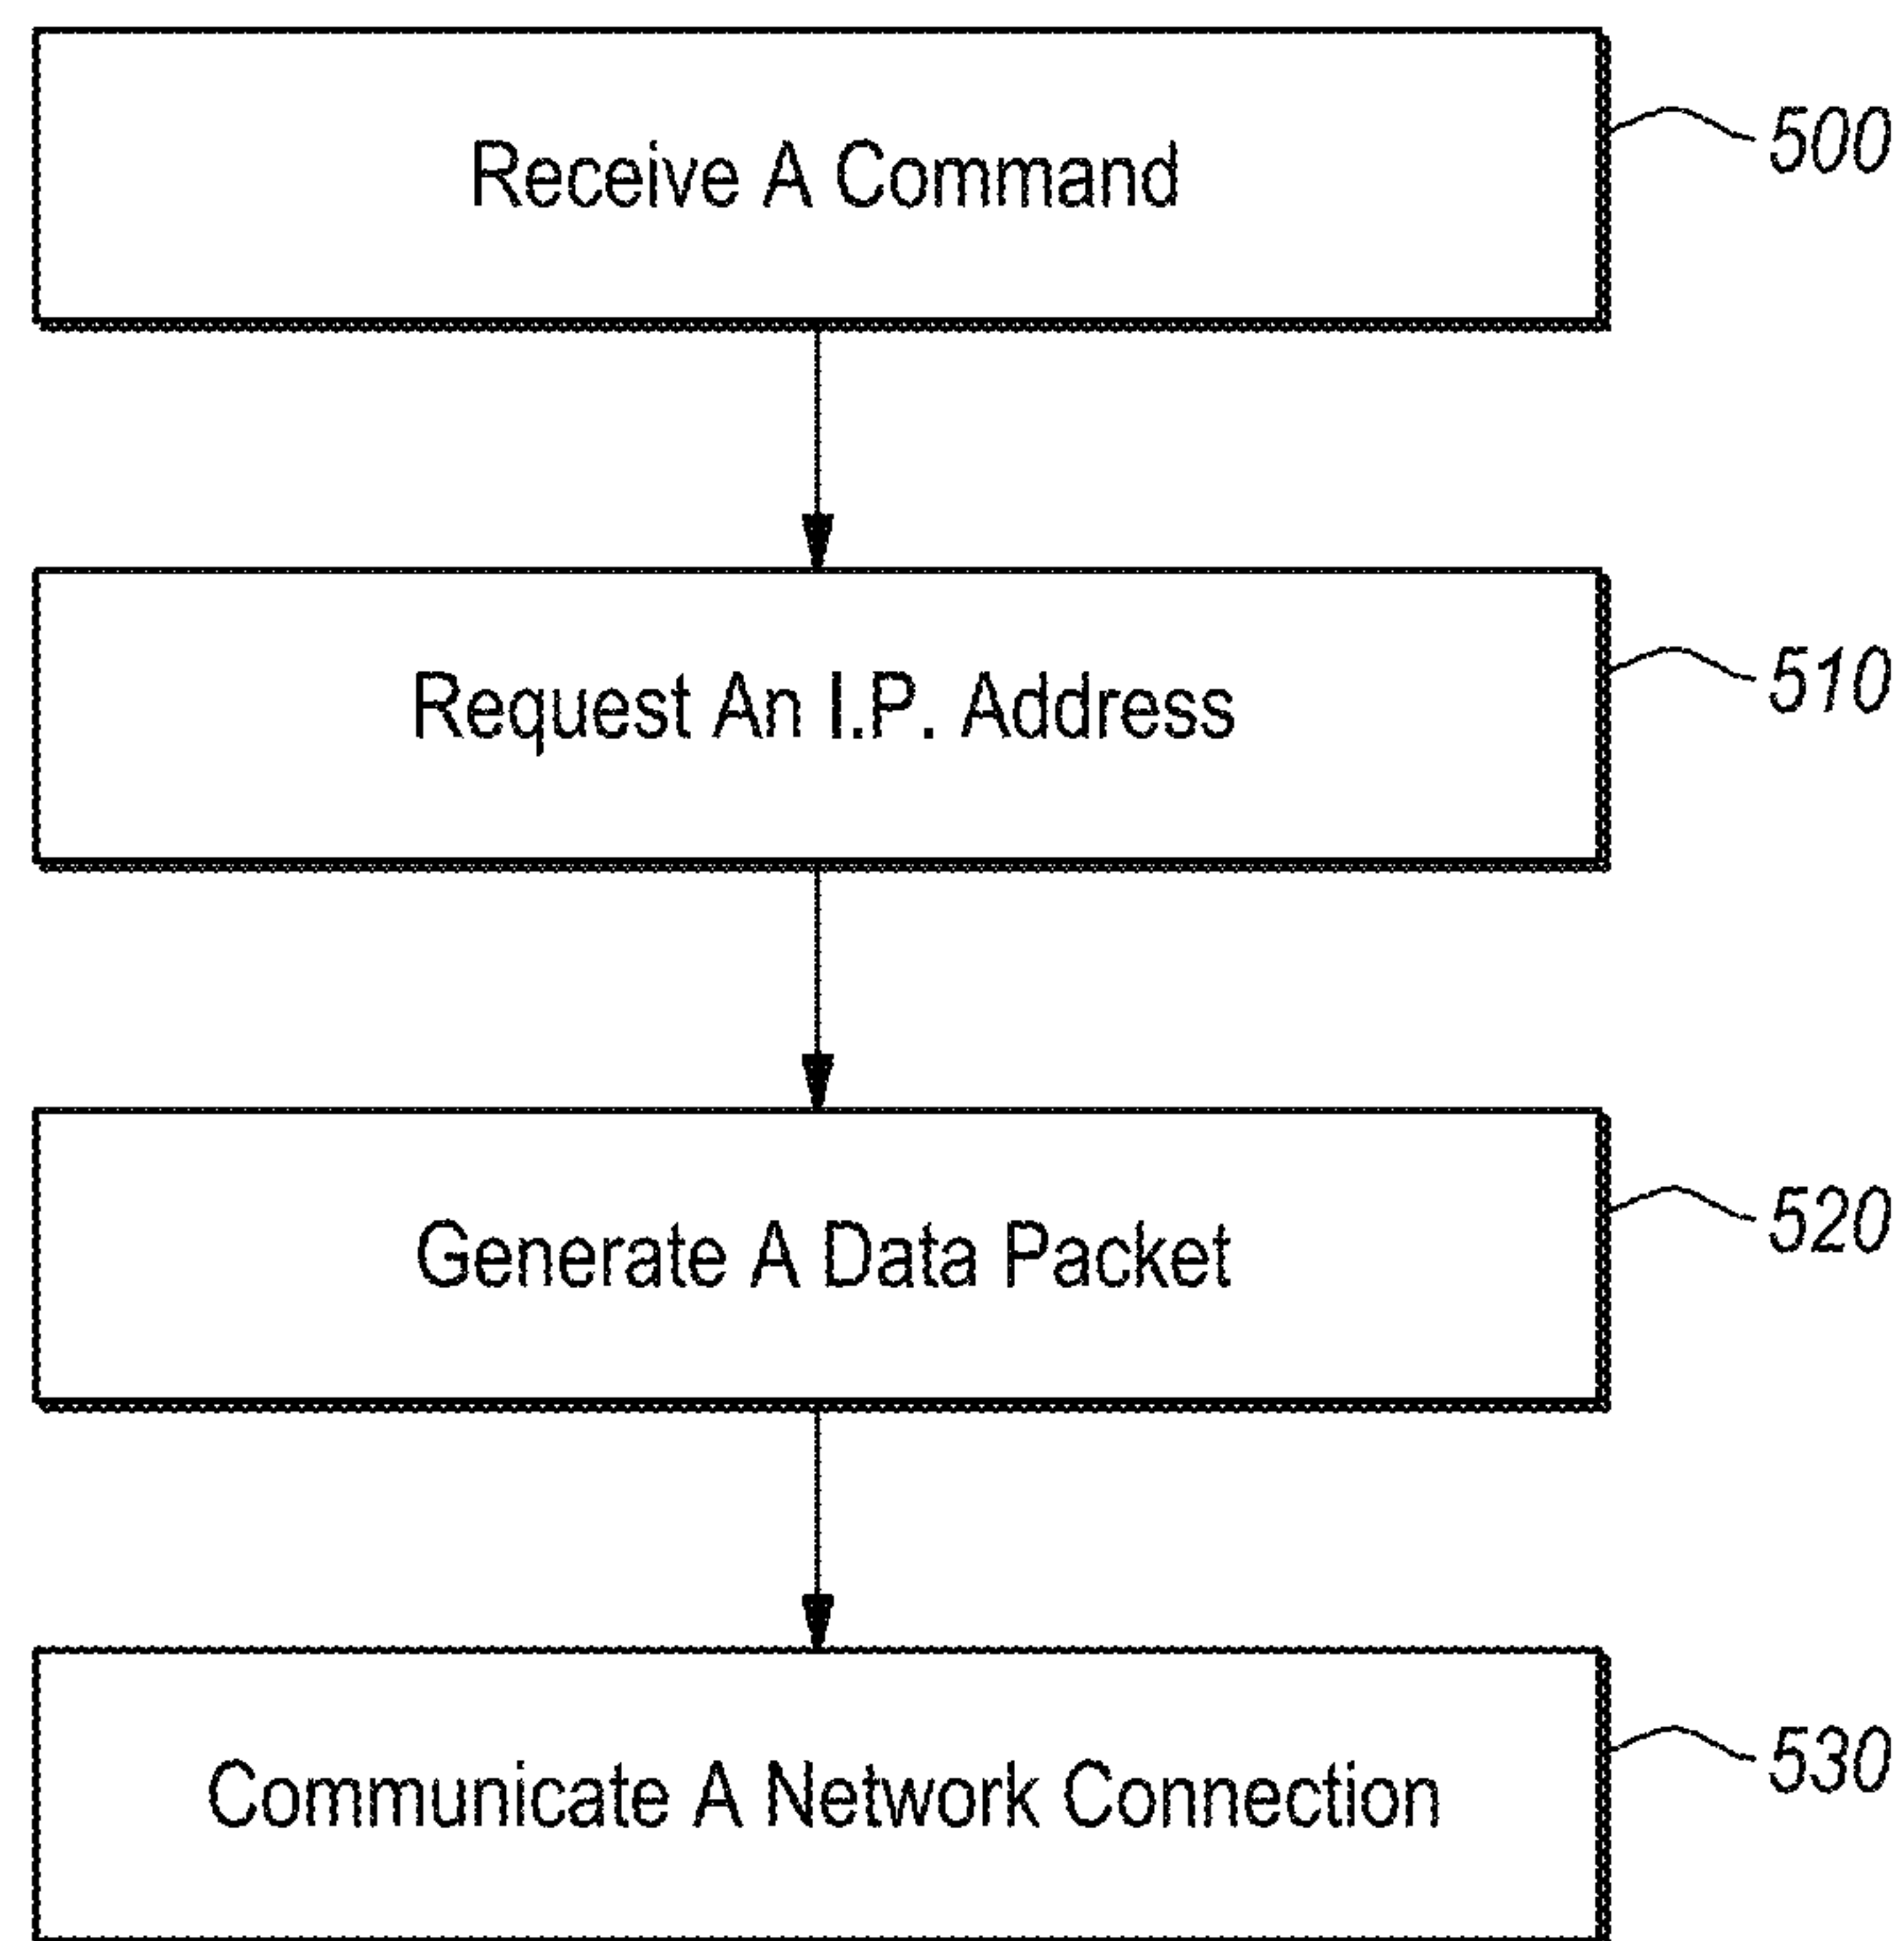 Receive A Command
500
Request An I.P. Address
510
Generate A Data Packet
520
Communicate A Network Connection
530